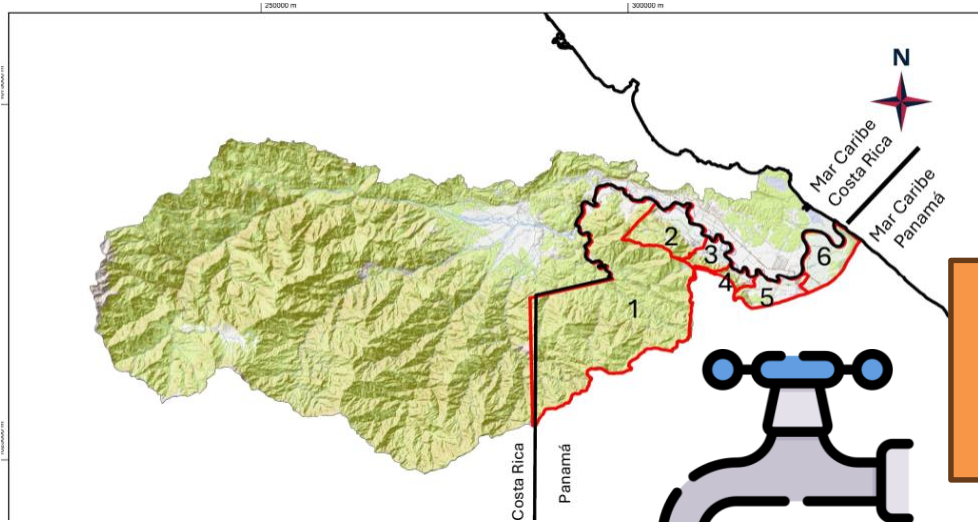 250000 m
300000 m
N
Mar Caribe
Costa Rica
Mar Caribe
Panamá
2
3
6
4
5
1
Costa Rica
Panamá